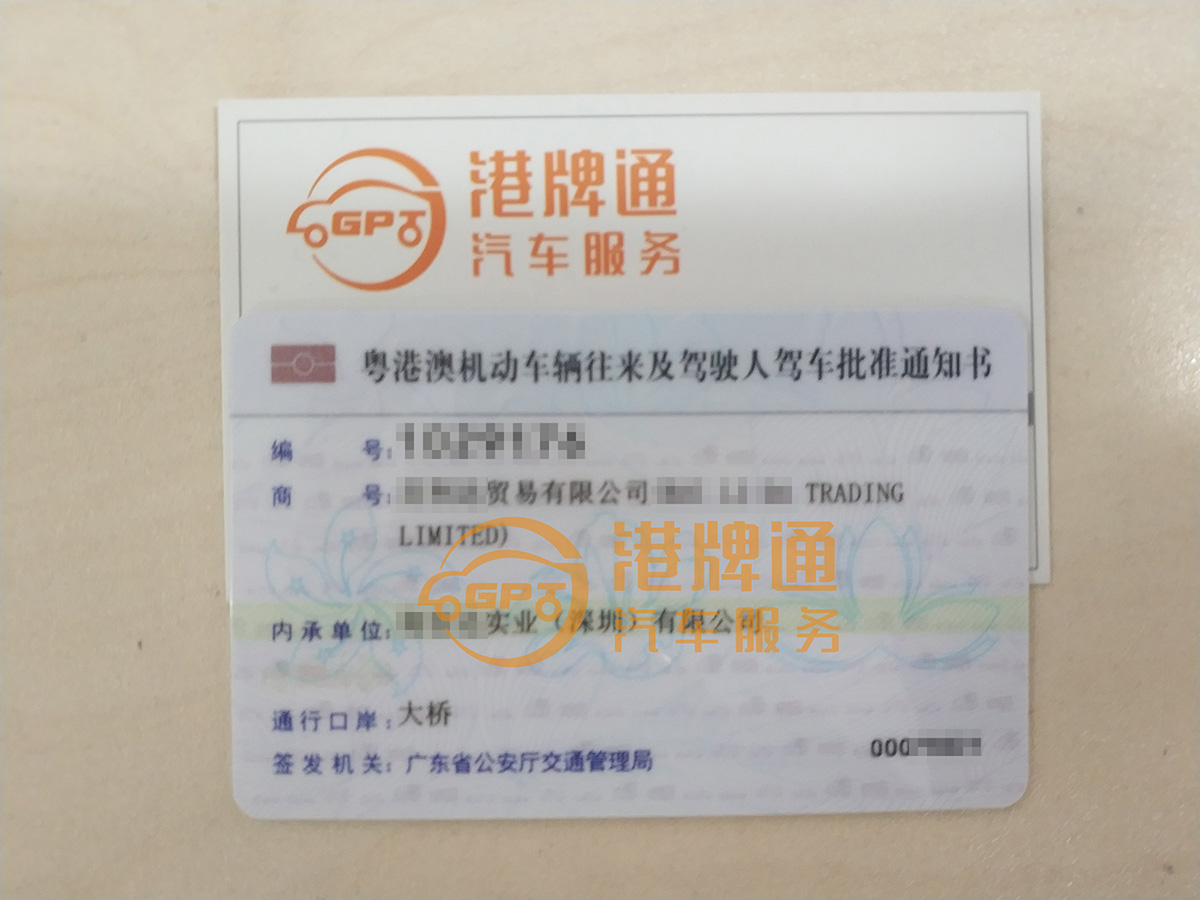 GPT
港牌通
汽车服务
粤港澳机动车辆往来及驾驶人驾车批准通知书
编 号:
商 号: 贸易有限公司 TRADING
LIMITED)
GPT 港牌通
汽车服务
内承单位: 实业（深圳）有限公司
通行口岸: 大桥
000
签发机关: 广东省公安厅交通管理局